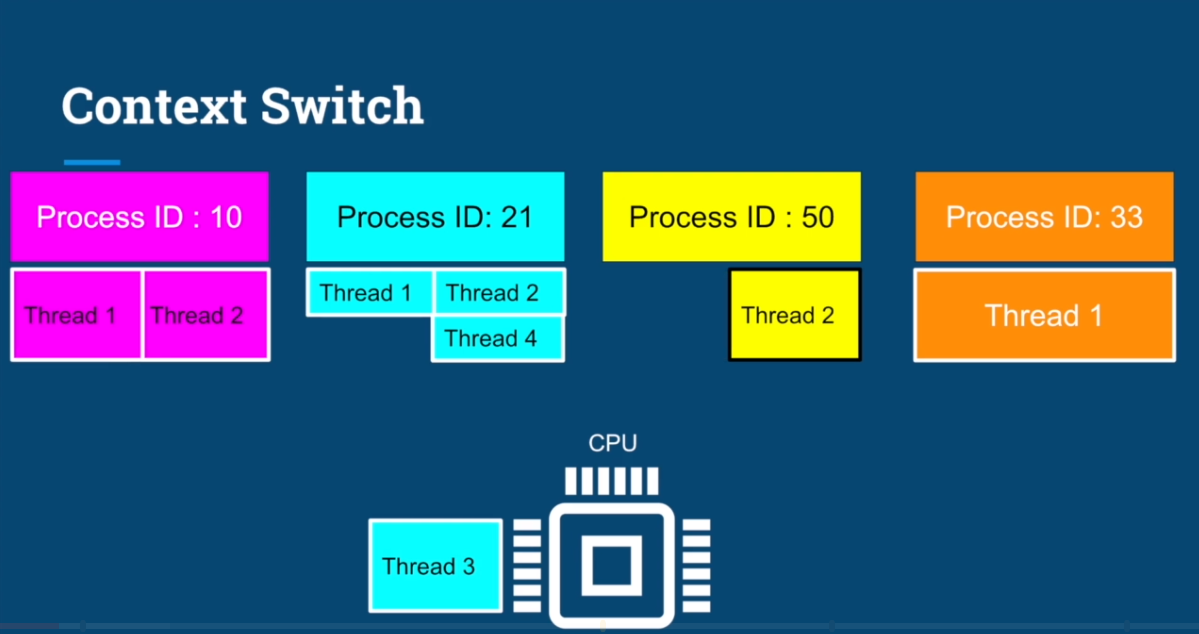 Context Switch
Process ID : 10
Process ID: 21
Process ID : 50
Process ID: 33
Thread 1
Thread 2
Thread 1
Thread 2
Thread 4
Thread 2
Thread 1
CPU
Thread 3